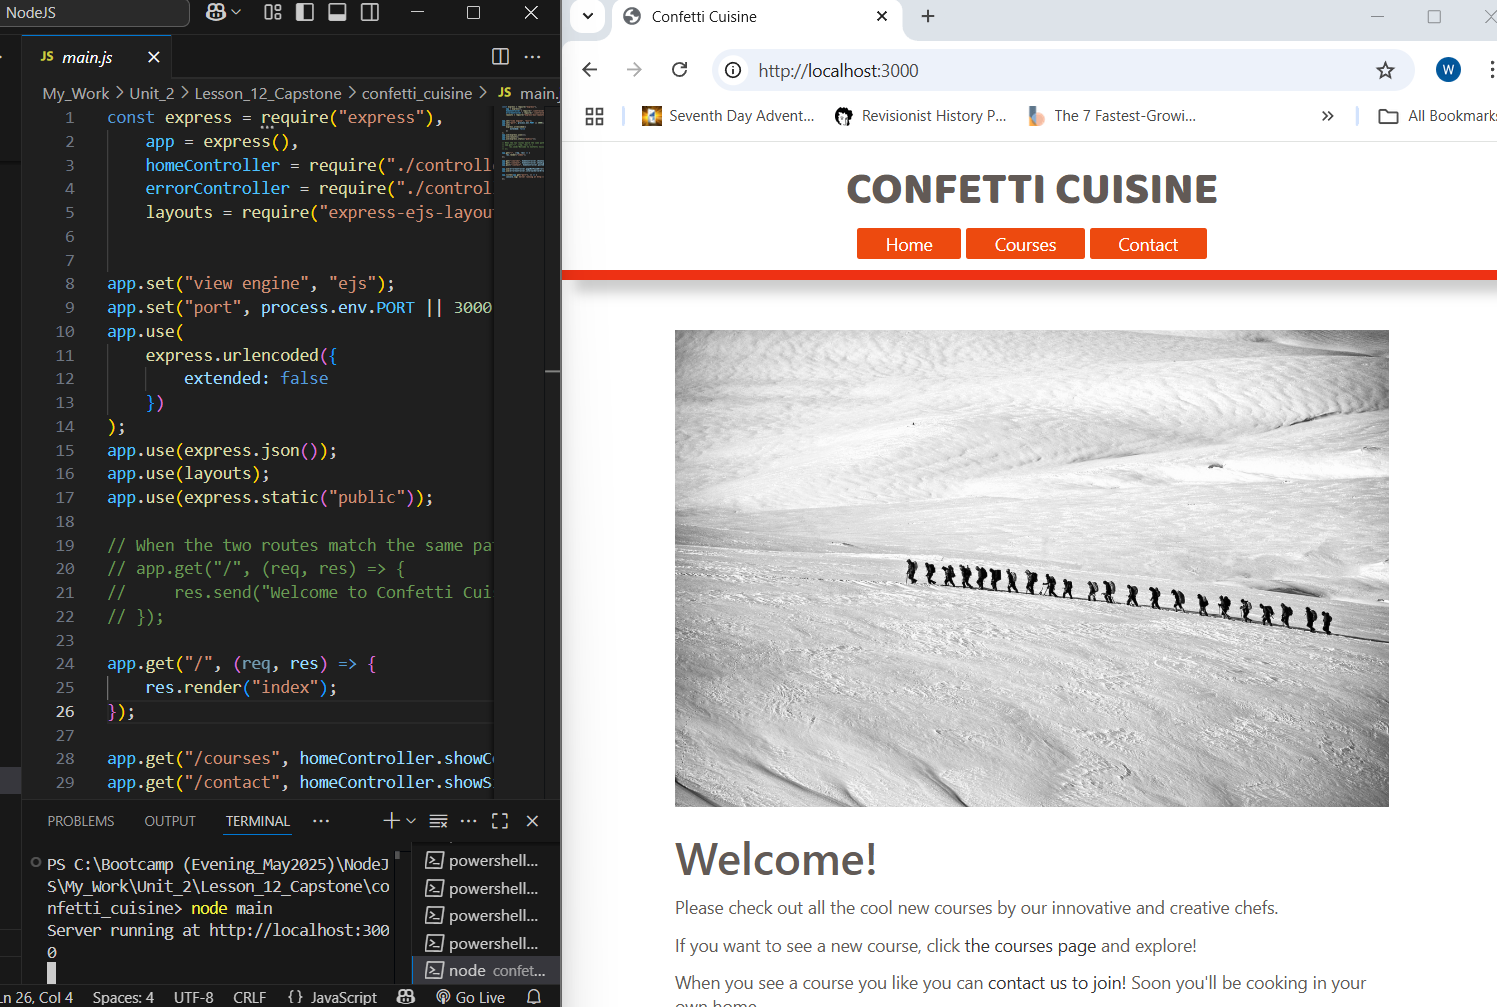 NodeJS
JS main.js
My_Work > Unit_2 > Lesson_12_Capstone > confetti_cuisine > JS main.
1 const express = require("express"),
2 app = express(),
3 homeController = require("./controll
4 errorController = require("./control
5 layouts = require("express-ejs-layou
6
7
8 app.set("view engine", "ejs");
9 app.set("port", process.env.PORT || 3000
10 app.use(
11 express.urlencoded({
12 extended: false
13 })
14 );
15 app.use(express.json());
16 app.use(layouts);
17 app.use(express.static("public"));
18
19 // When the two routes match the same pa
20 // app.get("/", (req, res) => {
21 // res.send("Welcome to Confetti Cui
22 // });
23
24 app.get("/", (req, res) => {
25 res.render("index");
26 });
27
28 app.get("/courses", homeController.showC
29 app.get("/contact", homeController.showS
PROBLEMS OUTPUT TERMINAL
PS C:\Bootcamp (Evening_May2025)\NodeJ
S\My_Work\Unit_2\Lesson_12_Capstone\co
nfetti_cuisine> node main
Server running at http://localhost:300
0
powershell...
powershell...
powershell...
powershell...
node confet...
Ln 26, Col 4 Spaces: 4 UTF-8 CRLF {} JavaScript Go Live
Confetti Cuisine
http://localhost:3000
W
Seventh Day Advent... Revisionist History P... The 7 Fastest-Growi... All Bookmarks
CONFETTI CUISINE
Home Courses Contact
Welcome!
Please check out all the cool new courses by our innovative and creative chefs.
If you want to see a new course, click the courses page and explore!
When you see a course you like you can contact us to join! Soon you'll be cooking in your
own home